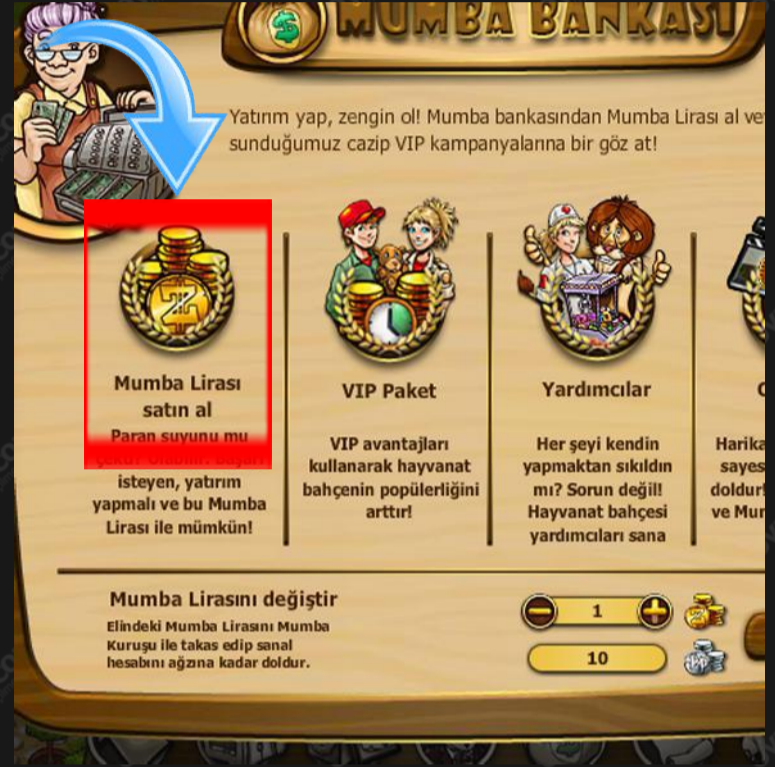 MUMBA BANKASI
Yatırım yap, zengin ol! Mumba bankasından Mumba Lirası al ve
sunduğumuz cazip VIP kampanyalarına bir göz at!
Mumba Lirası
satın al
Paran suyunu mu
isteyen, yatırım
yapmalı ve bu Mumba
Lirası ile mümkün!
VIP Paket
VIP avantajları
kullanarak hayvanat
bahçenin popülerliğini
arttır!
Yardımcılar
Her şeyi kendin
yapmaktan sıkıldın
mı? Sorun değil!
Hayvanat bahçesi
yardımcıları sana
Harika
sayes
doldur!
ve Mum
Mumba Lirasını değiştir
Elindeki Mumba Lirasını Mumba
Kuruşu ile takas edip sanal
hesabını ağzına kadar doldur.
1
10